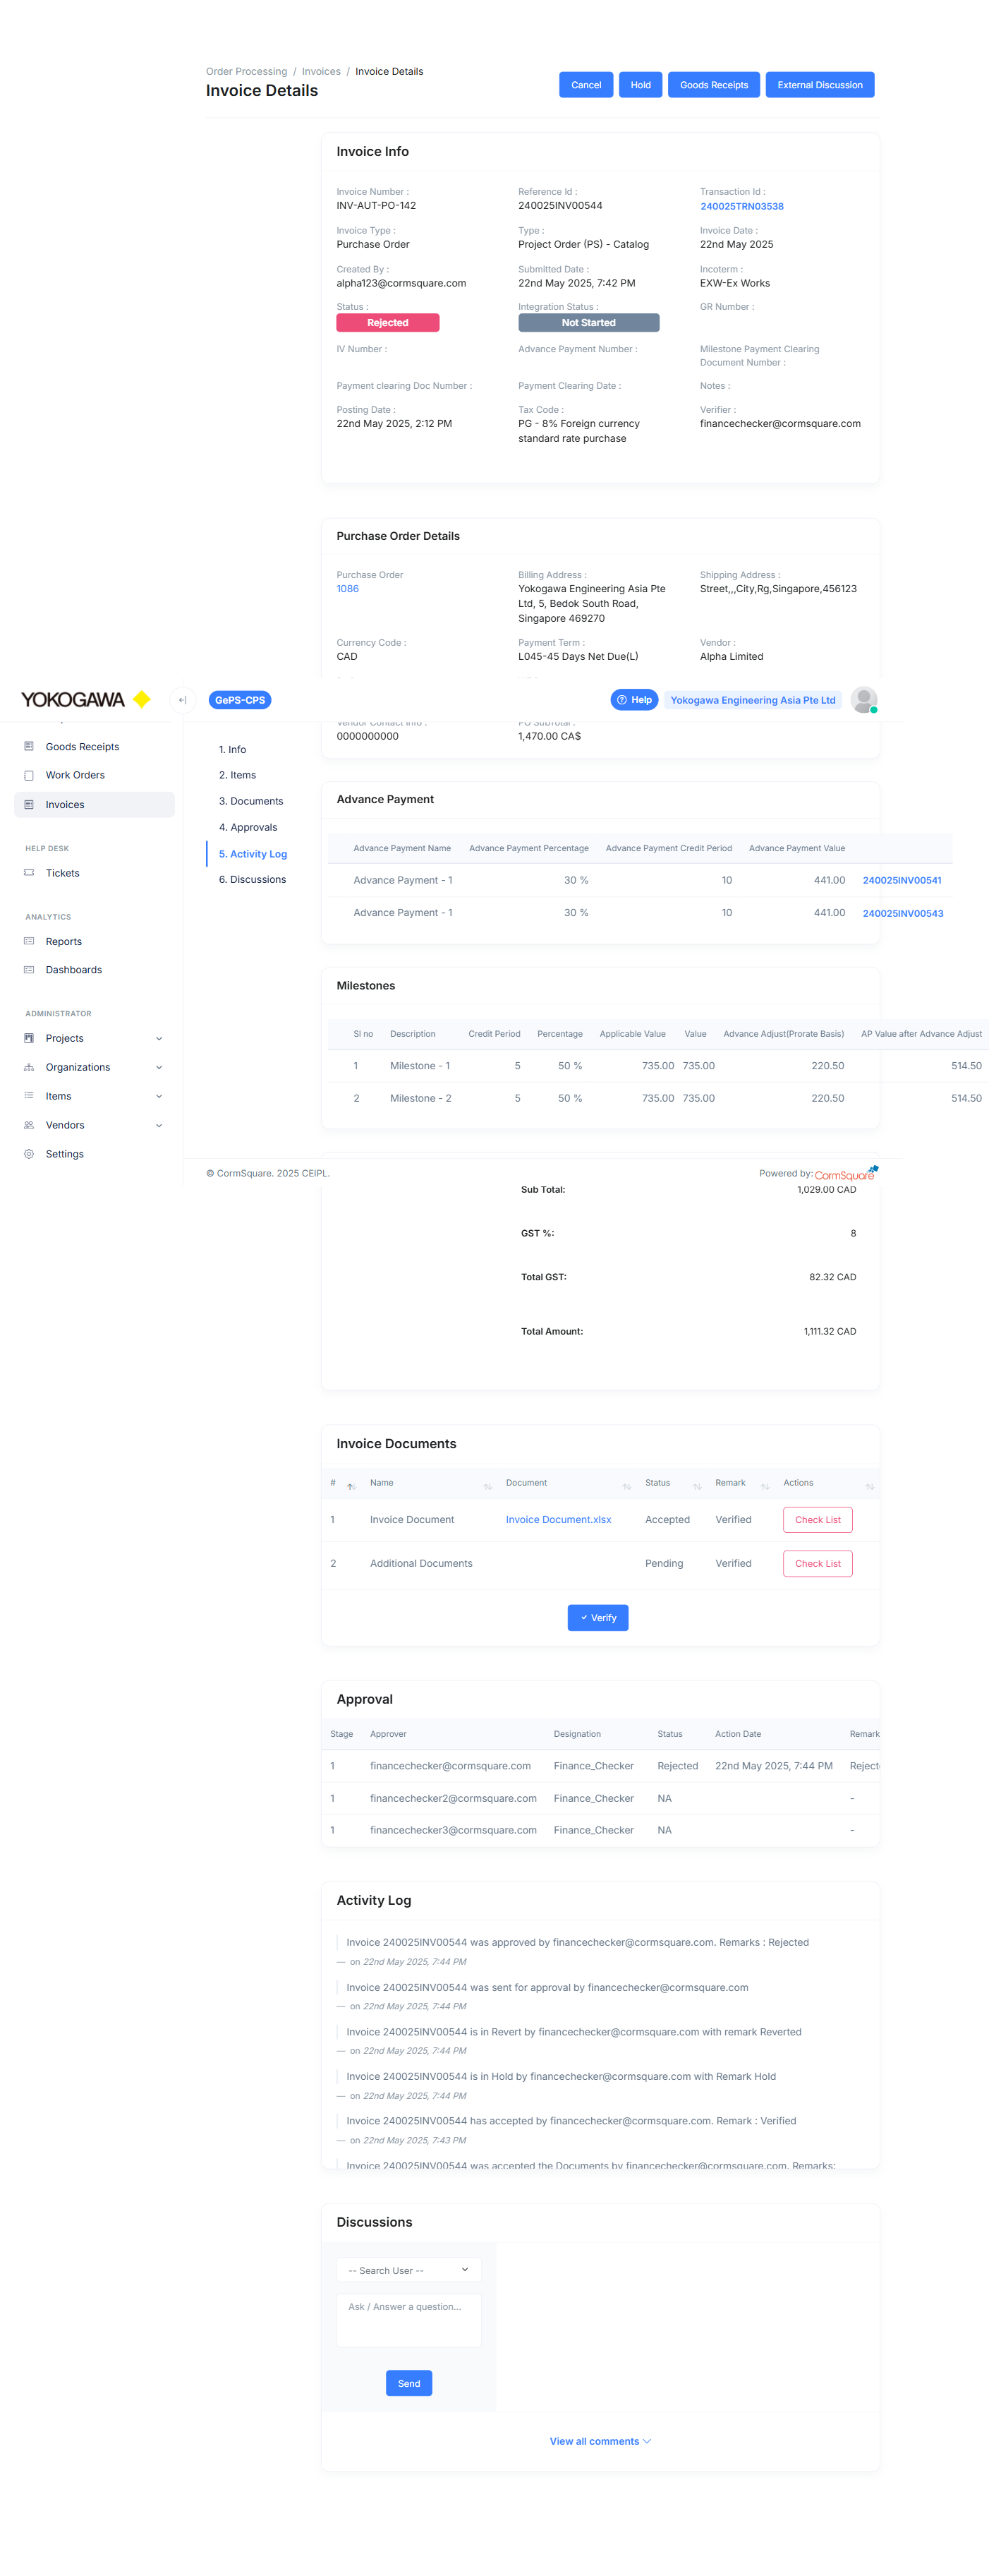 Order Processing / Invoices / Invoice Details
Invoice Details
Cancel Hold Goods Receipts External Discussion
Invoice Info
Invoice Number : Reference Id : Transaction Id :
INV-AUT-PO-142 240025INV00544 240025TRN03538
Invoice Type : Type : Invoice Date :
Purchase Order Project Order (PS) - Catalog 22nd May 2025
Created By : Submitted Date : Incoterm :
alpha123@cormsquare.com 22nd May 2025, 7:42 PM EXW-Ex Works
Status : Integration Status : GR Number :
Rejected Not Started
IV Number : Advance Payment Number : Milestone Payment Clearing
Document Number :
Payment clearing Doc Number : Payment Clearing Date : Notes :
Posting Date : Tax Code : Verifier :
22nd May 2025, 2:12 PM PG - 8% Foreign currency financechecker@cormsquare.com
standard rate purchase
Purchase Order Details
Purchase Order Billing Address : Shipping Address :
1086 Yokogawa Engineering Asia Pte Street,,,City,Rg,Singapore,456123
Ltd, 5, Bedok South Road,
Singapore 469270
Currency Code : Payment Term : Vendor :
CAD L045-45 Days Net Due(L) Alpha Limited
YOKOGAWA GePS-CPS Help Yokogawa Engineering Asia Pte Ltd
Vendor Contact Info : PO Subtotal :
0000000000 1,470.00 CA$
Goods Receipts
Work Orders
Invoices
HELP DESK
Tickets
ANALYTICS
Reports
Dashboards
ADMINISTRATOR
Projects
Organizations
Items
Vendors
Settings
1. Info
2. Items
3. Documents
4. Approvals
5. Activity Log
6. Discussions
Advance Payment
Advance Payment Name Advance Payment Percentage Advance Payment Credit Period Advance Payment Value
Advance Payment - 1 30 % 10 441.00 240025INV00541
Advance Payment - 1 30 % 10 441.00 240025INV00543
Milestones
Sl no Description Credit Period Percentage Applicable Value Value Advance Adjust(Prorate Basis) AP Value after Advance Adjust
1 Milestone - 1 5 50 % 735.00 735.00 220.50 514.50
2 Milestone - 2 5 50 % 735.00 735.00 220.50 514.50
© CormSquare. 2025 CEIPL. Powered by: CormSquare
Sub Total: 1,029.00 CAD
GST %: 8
Total GST: 82.32 CAD
Total Amount: 1,111.32 CAD
Invoice Documents
# Name Document Status Remark Actions
1 Invoice Document Invoice Document.xlsx Accepted Verified Check List
2 Additional Documents Pending Verified Check List
Verify
Approval
Stage Approver Designation Status Action Date Remark
1 financechecker@cormsquare.com Finance_Checker Rejected 22nd May 2025, 7:44 PM Reject
1 financechecker2@cormsquare.com Finance_Checker NA -
1 financechecker3@cormsquare.com Finance_Checker NA -
Activity Log
Invoice 240025INV00544 was approved by financechecker@cormsquare.com. Remarks : Rejected
— on 22nd May 2025, 7:44 PM
Invoice 240025INV00544 was sent for approval by financechecker@cormsquare.com
— on 22nd May 2025, 7:44 PM
Invoice 240025INV00544 is in Revert by financechecker@cormsquare.com with remark Reverted
— on 22nd May 2025, 7:44 PM
Invoice 240025INV00544 is in Hold by financechecker@cormsquare.com with Remark Hold
— on 22nd May 2025, 7:44 PM
Invoice 240025INV00544 has accepted by financechecker@cormsquare.com. Remark : Verified
— on 22nd May 2025, 7:43 PM
Invoice 240025INV00544 was accepted the Documents by financechecker@cormsquare.com. Remarks:
Discussions
-- Search User --
Ask / Answer a question...
Send
View all comments